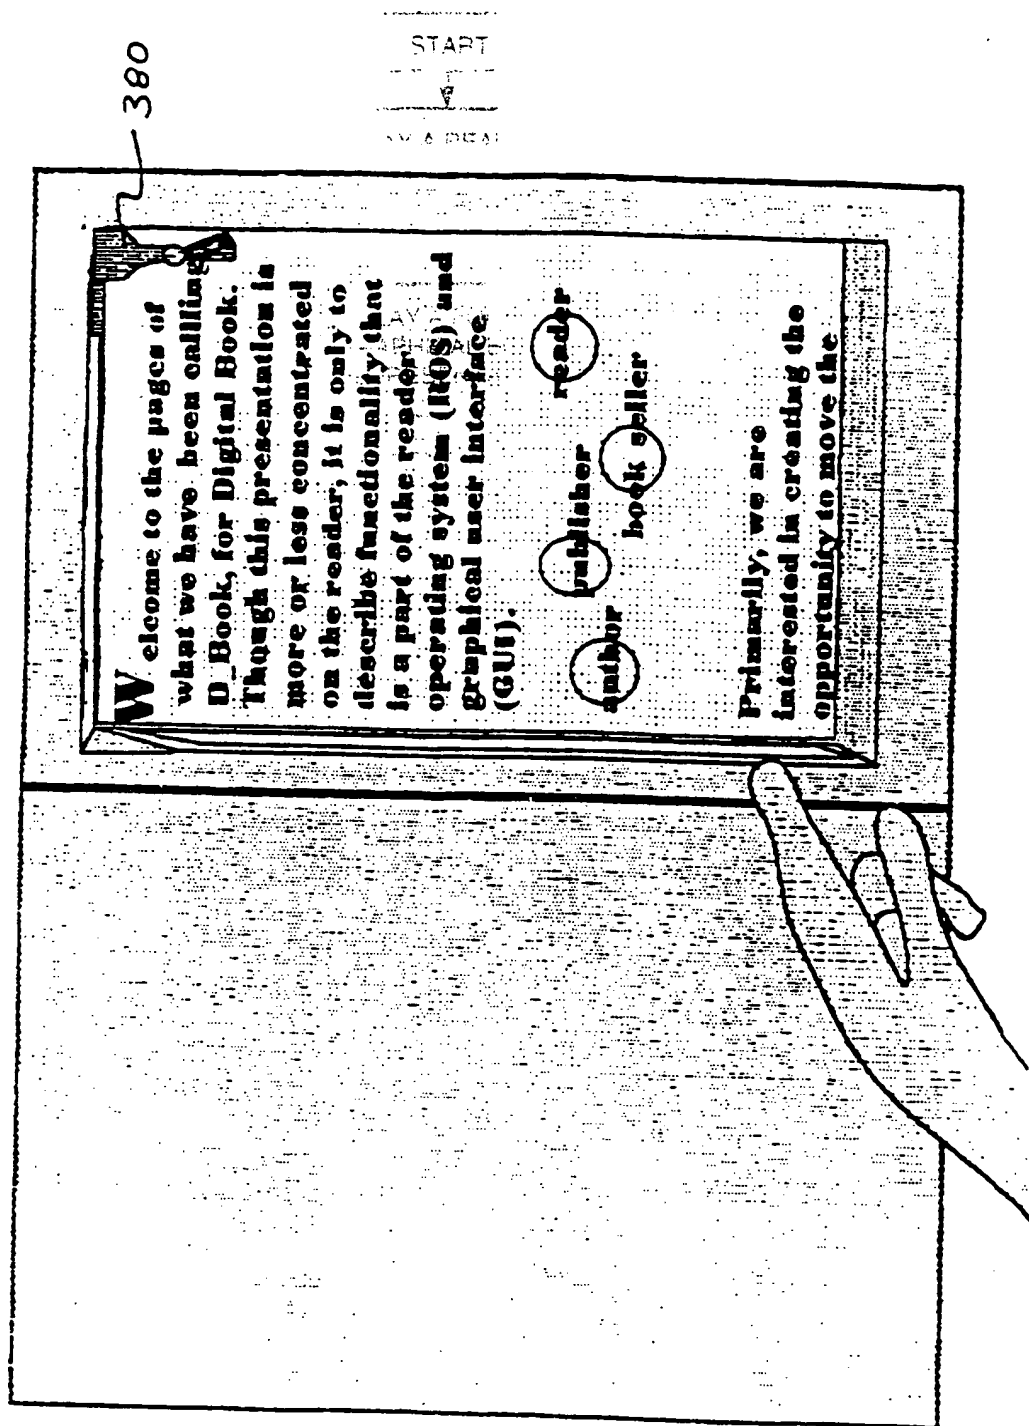 380
START
Welcome to the pages of
what we have been callling
D_Book, for Digital Book.
Though this presentation is
more or less concentrated
on the reader, it is only to
describe functionality that
is a part of the reader
operating system (ROS) and
graphical user interface
(GUI).
author
publisher
book seller
reader
Primarily, we are
interested in creating the
opportunity to move the